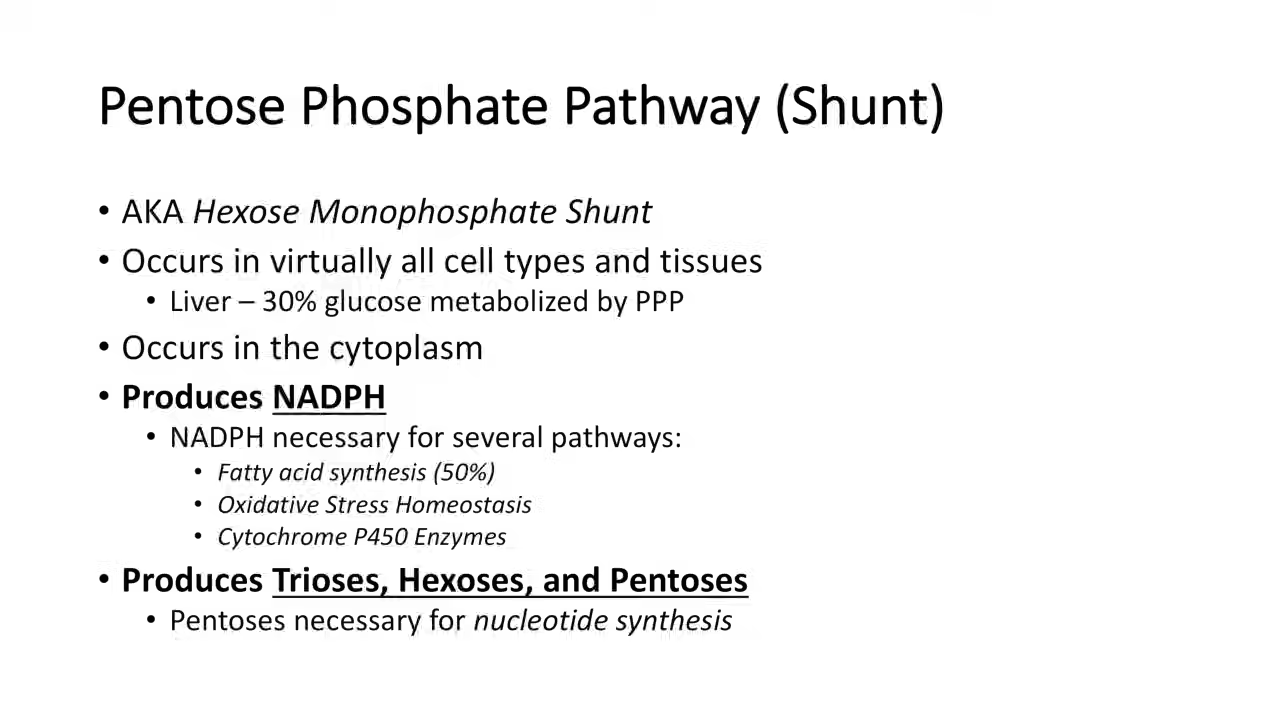 Pentose Phosphate Pathway (Shunt)
• AKA Hexose Monophosphate Shunt
• Occurs in virtually all cell types and tissues
• Liver – 30% glucose metabolized by PPP
• Occurs in the cytoplasm
• Produces NADPH
• NADPH necessary for several pathways:
• Fatty acid synthesis (50%)
• Oxidative Stress Homeostasis
• Cytochrome P450 Enzymes
• Produces Trioses, Hexoses, and Pentoses
• Pentoses necessary for nucleotide synthesis